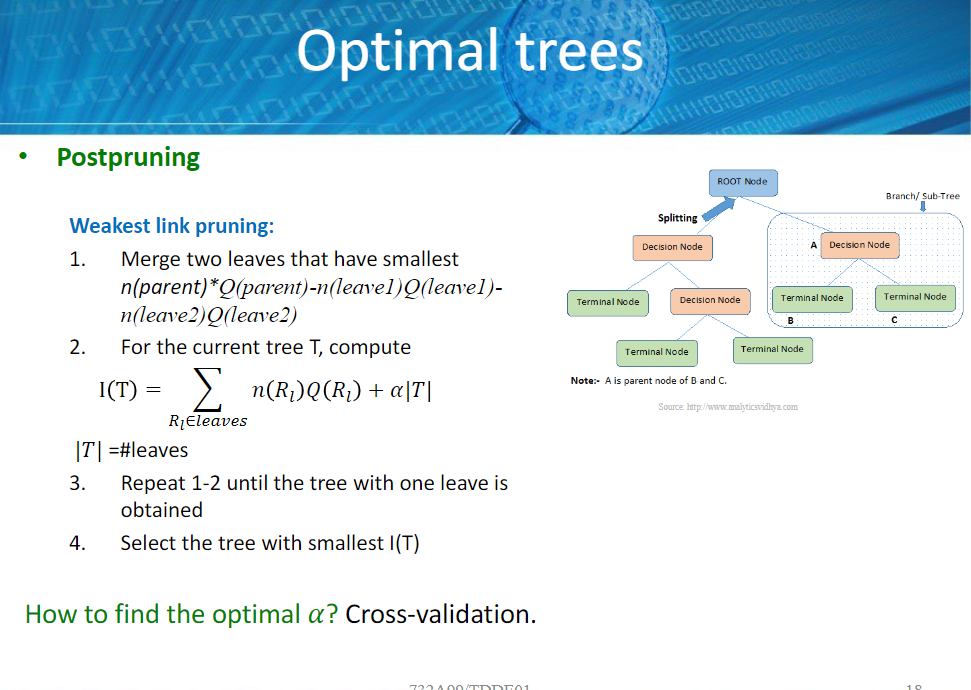 Optimal trees
• Postpruning
Weakest link pruning:
1. Merge two leaves that have smallest
n(parent)*Q(parent)-n(leave1)Q(leave1)-
n(leave2)Q(leave2)
2. For the current tree T, compute
I(T) = ∑ n(R_l)Q(R_l) + α|T|
R_l∈leaves
|T| =#leaves
3. Repeat 1-2 until the tree with one leave is
obtained
4. Select the tree with smallest I(T)
How to find the optimal α? Cross-validation.
ROOT Node
Branch/ Sub-Tree
Splitting
Decision Node
A Decision Node
Terminal Node
Decision Node
Terminal Node
Terminal Node
B
C
Terminal Node
Terminal Node
Note:- A is parent node of B and C.
Source: http://www.analyticsvidhya.com
732A99/TDDE01
18